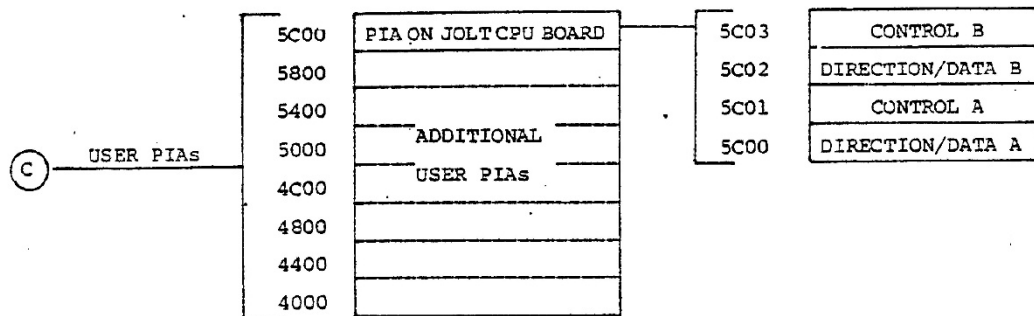 5C00 PIA ON JOLT CPU BOARD
5800
5400
5000
4C00
4800
4400
4000
ADDITIONAL
USER PIAs
C USER PIAs
5C03 CONTROL B
5C02 DIRECTION/DATA B
5C01 CONTROL A
5C00 DIRECTION/DATA A